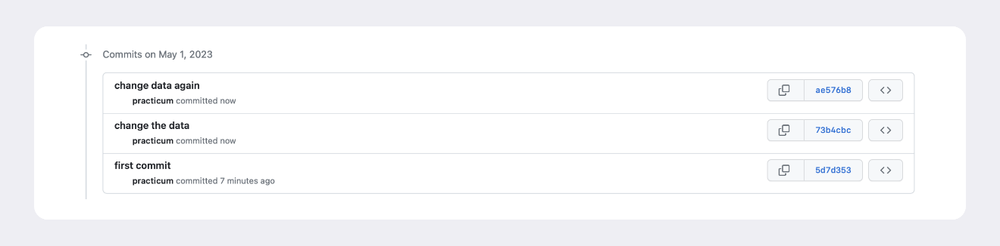 Commits on May 1, 2023
change data again
practicum committed now
ae576b8
change the data
practicum committed now
73b4cbc
first commit
practicum committed 7 minutes ago
5d7d353